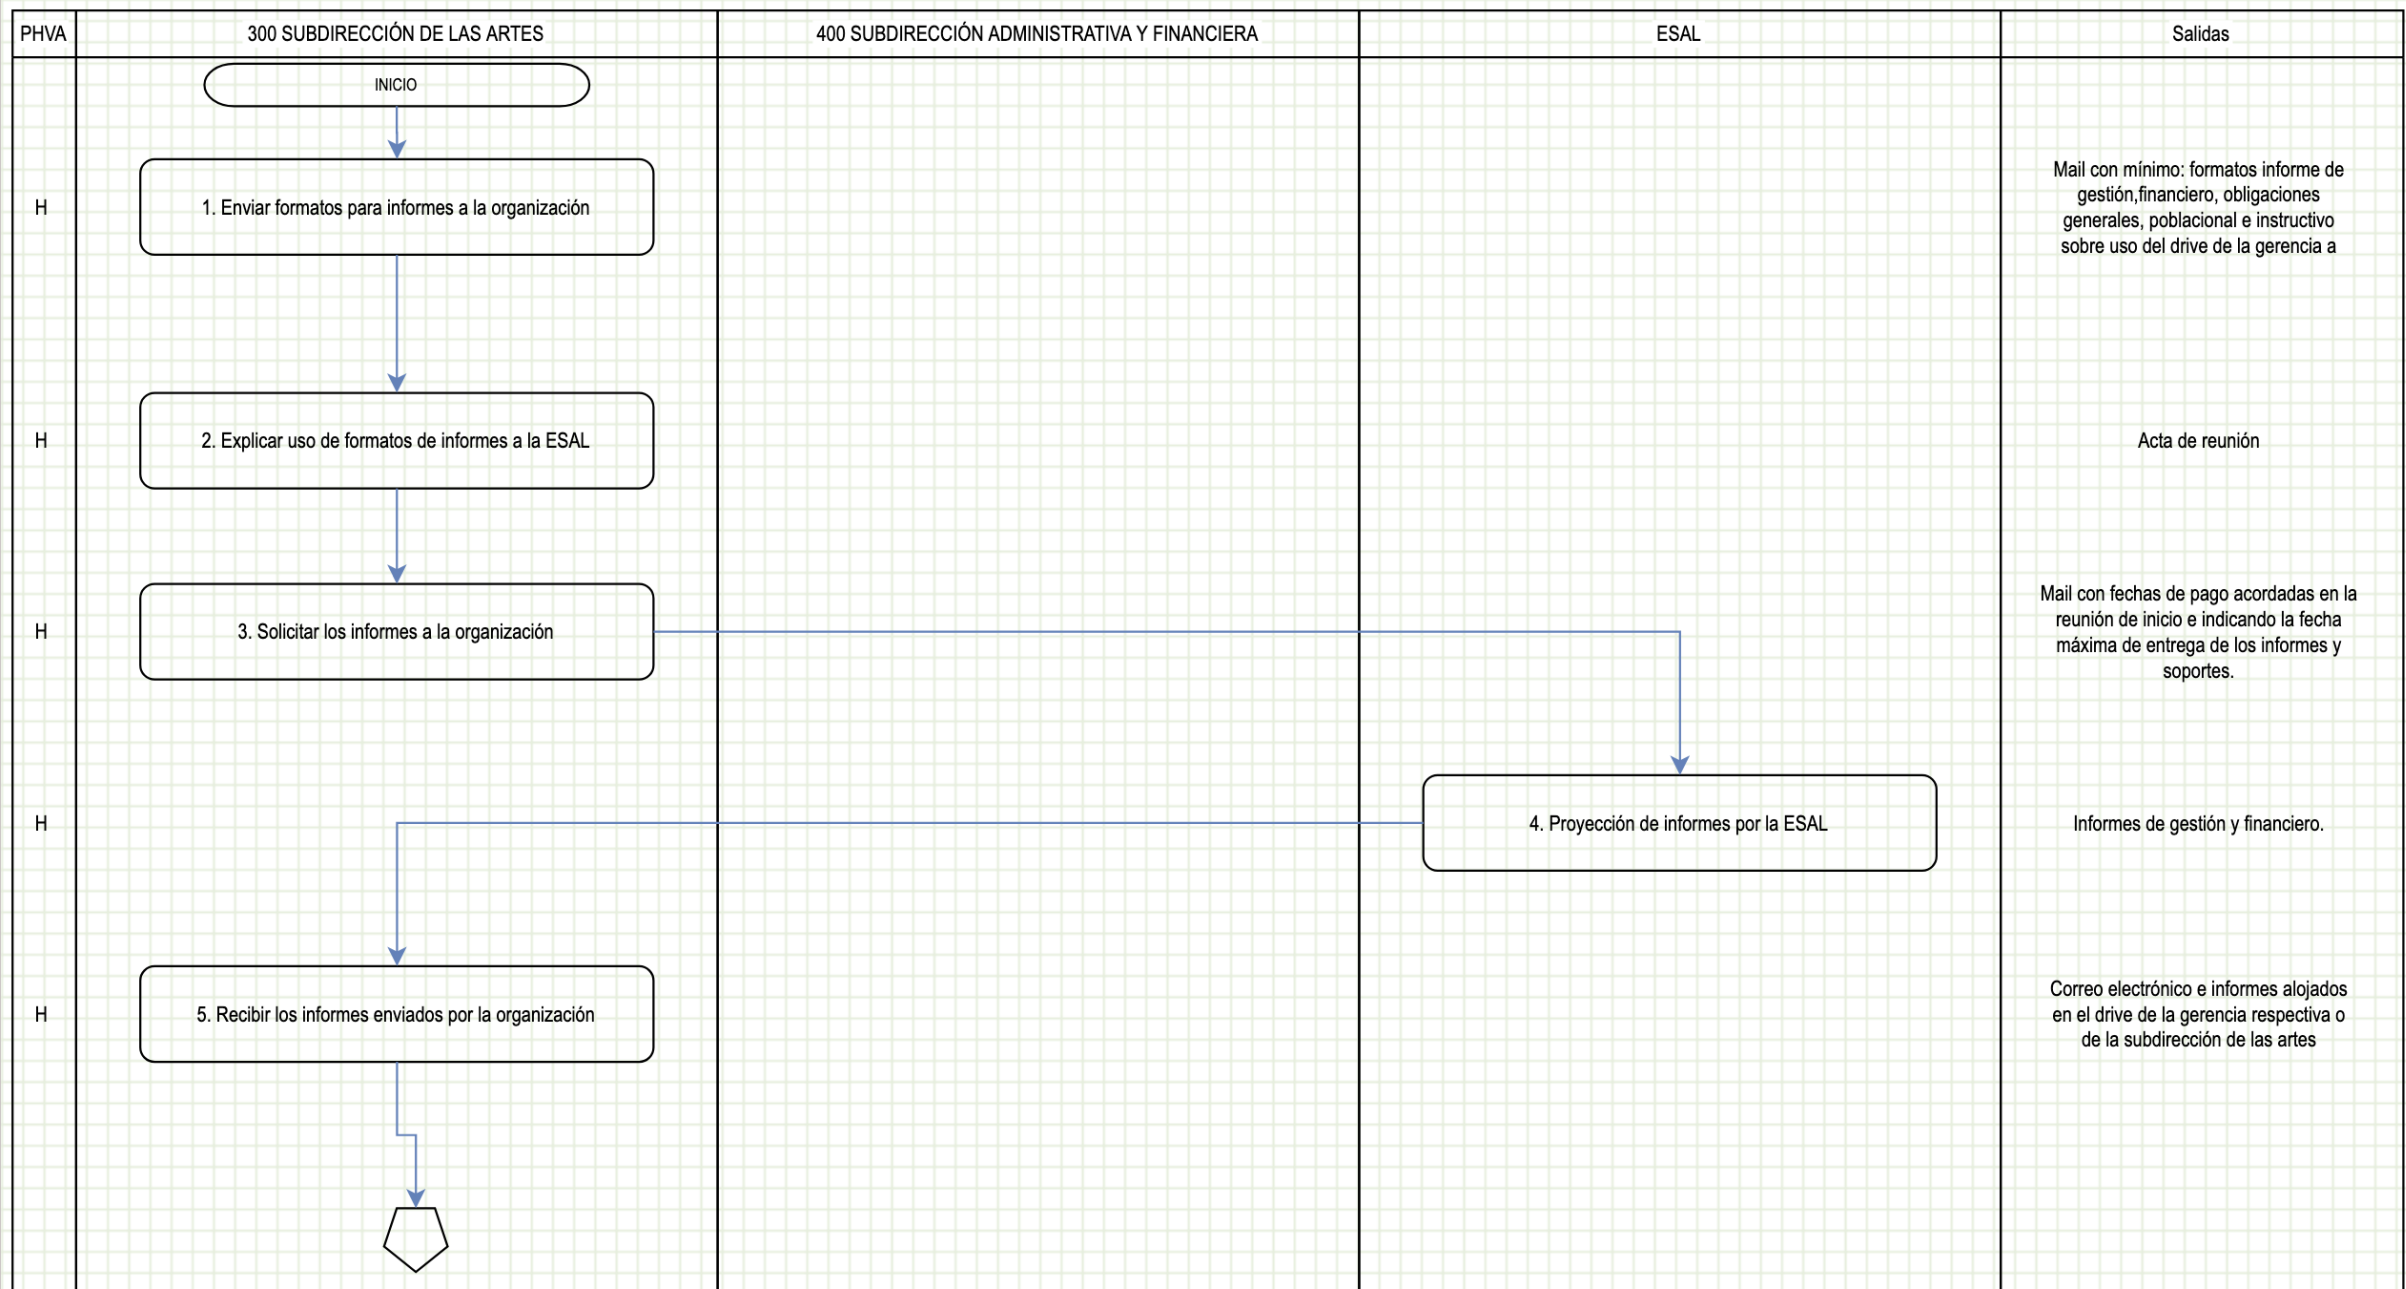 PHVA
300 SUBDIRECCIÓN DE LAS ARTES
400 SUBDIRECCIÓN ADMINISTRATIVA Y FINANCIERA
ESAL
Salidas
INICIO
H
1. Enviar formatos para informes a la organización
Mail con mínimo: formatos informe de
gestión,financiero, obligaciones
generales, poblacional e instructivo
sobre uso del drive de la gerencia a
H
2. Explicar uso de formatos de informes a la ESAL
Acta de reunión
H
3. Solicitar los informes a la organización
Mail con fechas de pago acordadas en la
reunión de inicio e indicando la fecha
máxima de entrega de los informes y
soportes.
H
4. Proyección de informes por la ESAL
Informes de gestión y financiero.
H
5. Recibir los informes enviados por la organización
Correo electrónico e informes alojados
en el drive de la gerencia respectiva o
de la subdirección de las artes